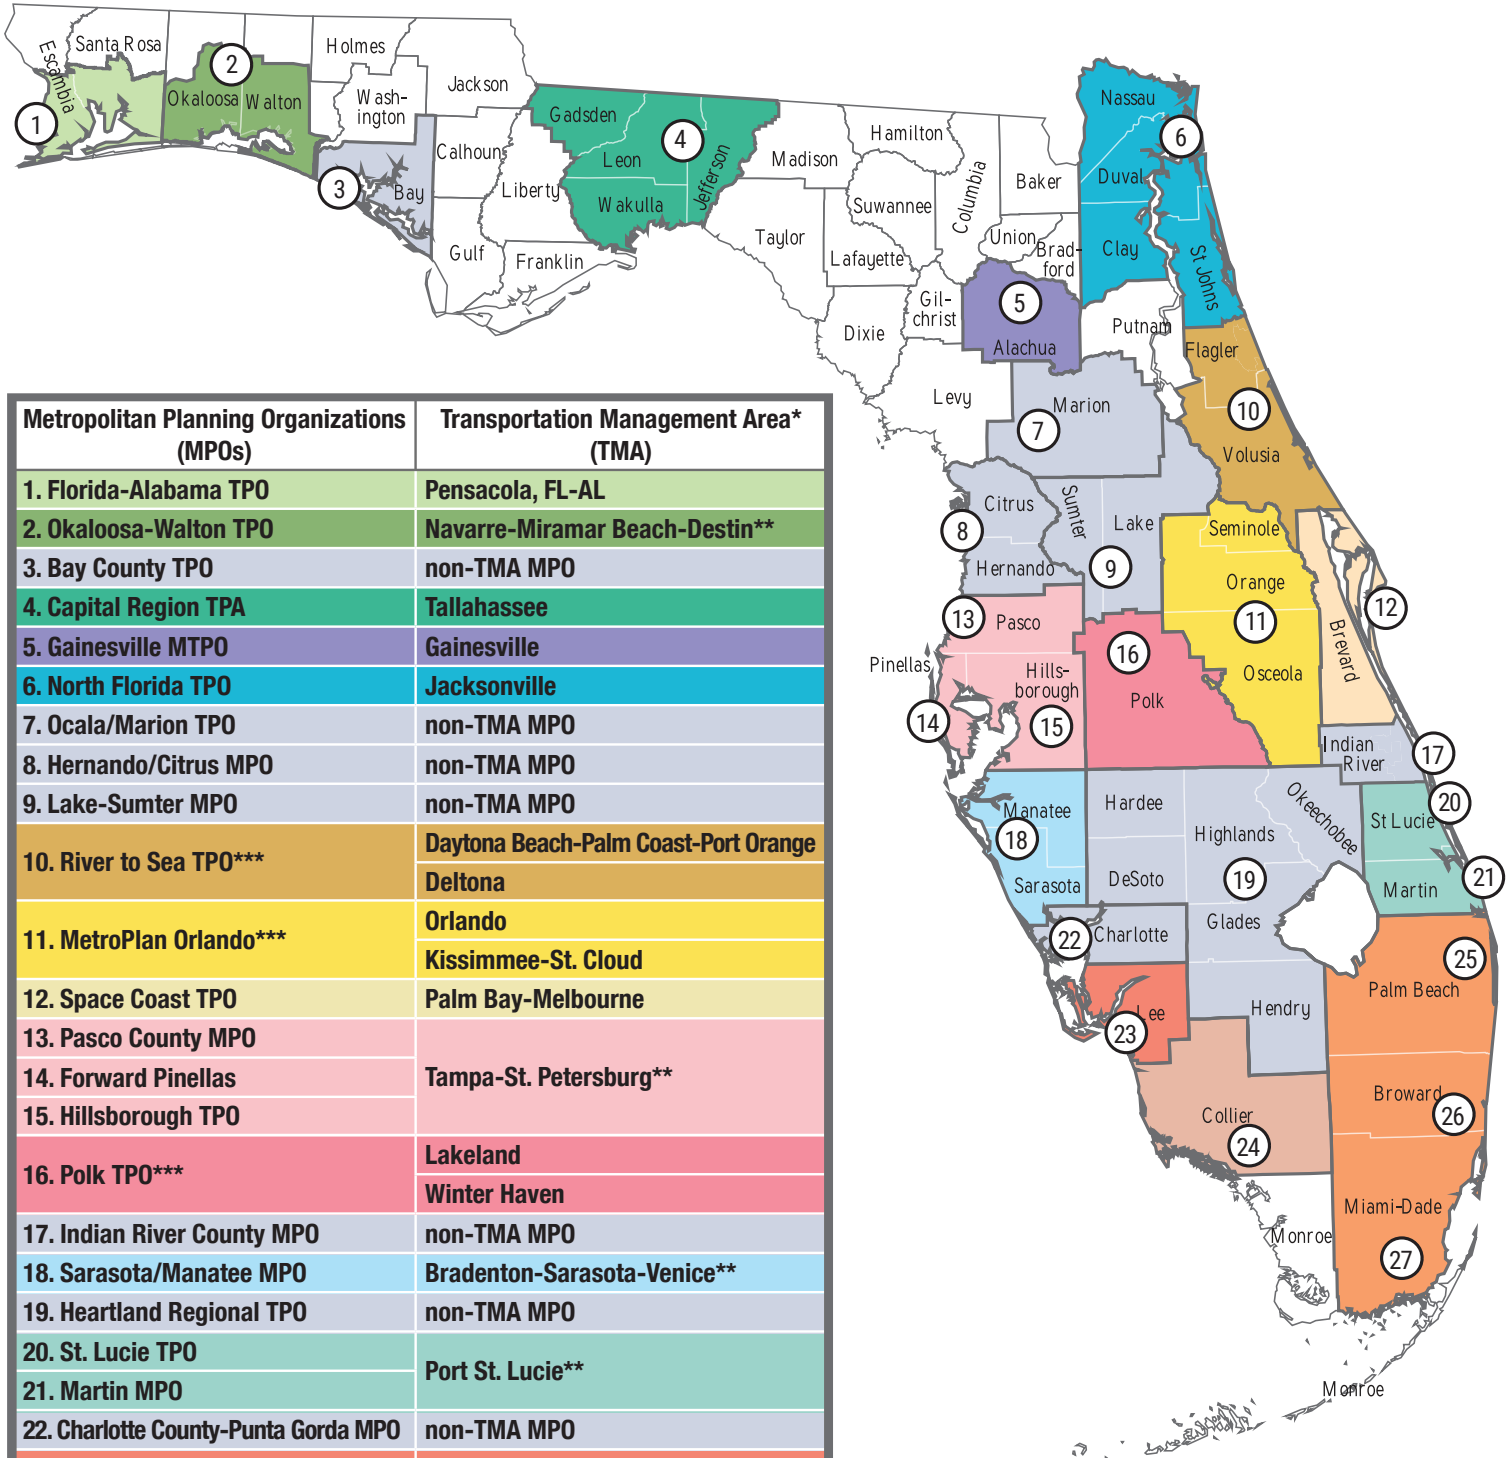 Escambia
Santa Rosa
Holmes
Okaloosa
Walton
Wash-
ington
Jackson
Bay
Calhoun
Gulf
Liberty
Franklin
Gadsden
Leon
Wakulla
Jefferson
Madison
Taylor
Hamilton
Suwannee
Lafayette
Dixie
Columbia
Gil-
christ
Baker
Union
Brad-
ford
Nassau
Duval
Clay
St Johns
Putnam
Alachua
Levy
Marion
Flagler
Volusia
Citrus
Hernando
Sumter
Lake
Seminole
Orange
Osceola
Brevard
Pasco
Pinellas
Hills-
borough
Polk
Indian
River
Manatee
Sarasota
Hardee
DeSoto
Highlands
Okeechobee
Glades
Charlotte
St Lucie
Martin
Lee
Hendry
Palm Beach
Broward
Collier
Miami-Dade
Monroe
Monroe
1
2
3
4
5
6
7
8
9
10
11
12
13
14
15
16
17
18
19
20
21
22
23
24
25
26
27
Metropolitan Planning Organizations
(MPOs)
Transportation Management Area*
(TMA)
1. Florida-Alabama TPO
Pensacola, FL-AL
2. Okaloosa-Walton TPO
Navarre-Miramar Beach-Destin**
3. Bay County TPO
non-TMA MPO
4. Capital Region TPA
Tallahassee
5. Gainesville MTPO
Gainesville
6. North Florida TPO
Jacksonville
7. Ocala/Marion TPO
non-TMA MPO
8. Hernando/Citrus MPO
non-TMA MPO
9. Lake-Sumter MPO
non-TMA MPO
10. River to Sea TPO***
Daytona Beach-Palm Coast-Port Orange
Deltona
11. MetroPlan Orlando***
Orlando
Kissimmee-St. Cloud
12. Space Coast TPO
Palm Bay-Melbourne
13. Pasco County MPO
14. Forward Pinellas
15. Hillsborough TPO
Tampa-St. Petersburg**
16. Polk TPO***
Lakeland
Winter Haven
17. Indian River County MPO
non-TMA MPO
18. Sarasota/Manatee MPO
Bradenton-Sarasota-Venice**
19. Heartland Regional TPO
non-TMA MPO
20. St. Lucie TPO
21. Martin MPO
Port St. Lucie**
22. Charlotte County-Punta Gorda MPO
non-TMA MPO